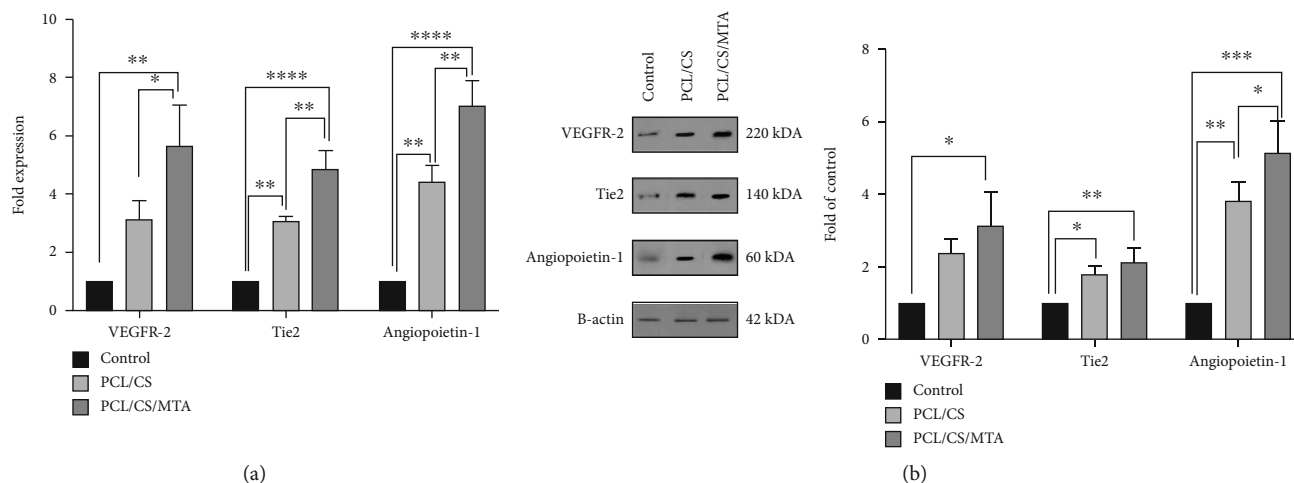 Fold expression
10
8
6
4
2
0
**
*
****
**
**
****
**
**
VEGFR-2
Tie2
Angiopoietin-1
Control
PCL/CS
PCL/CS/MTA
(a)
Control
PCL/CS
PCL/CS/MTA
VEGFR-2
220 kDA
Tie2
140 kDA
Angiopoietin-1
60 kDA
B-actin
42 kDA
Fold of control
8
6
4
2
0
*
**
*
***
*
**
VEGFR-2
Tie2
Angiopoietin-1
Control
PCL/CS
PCL/CS/MTA
(b)